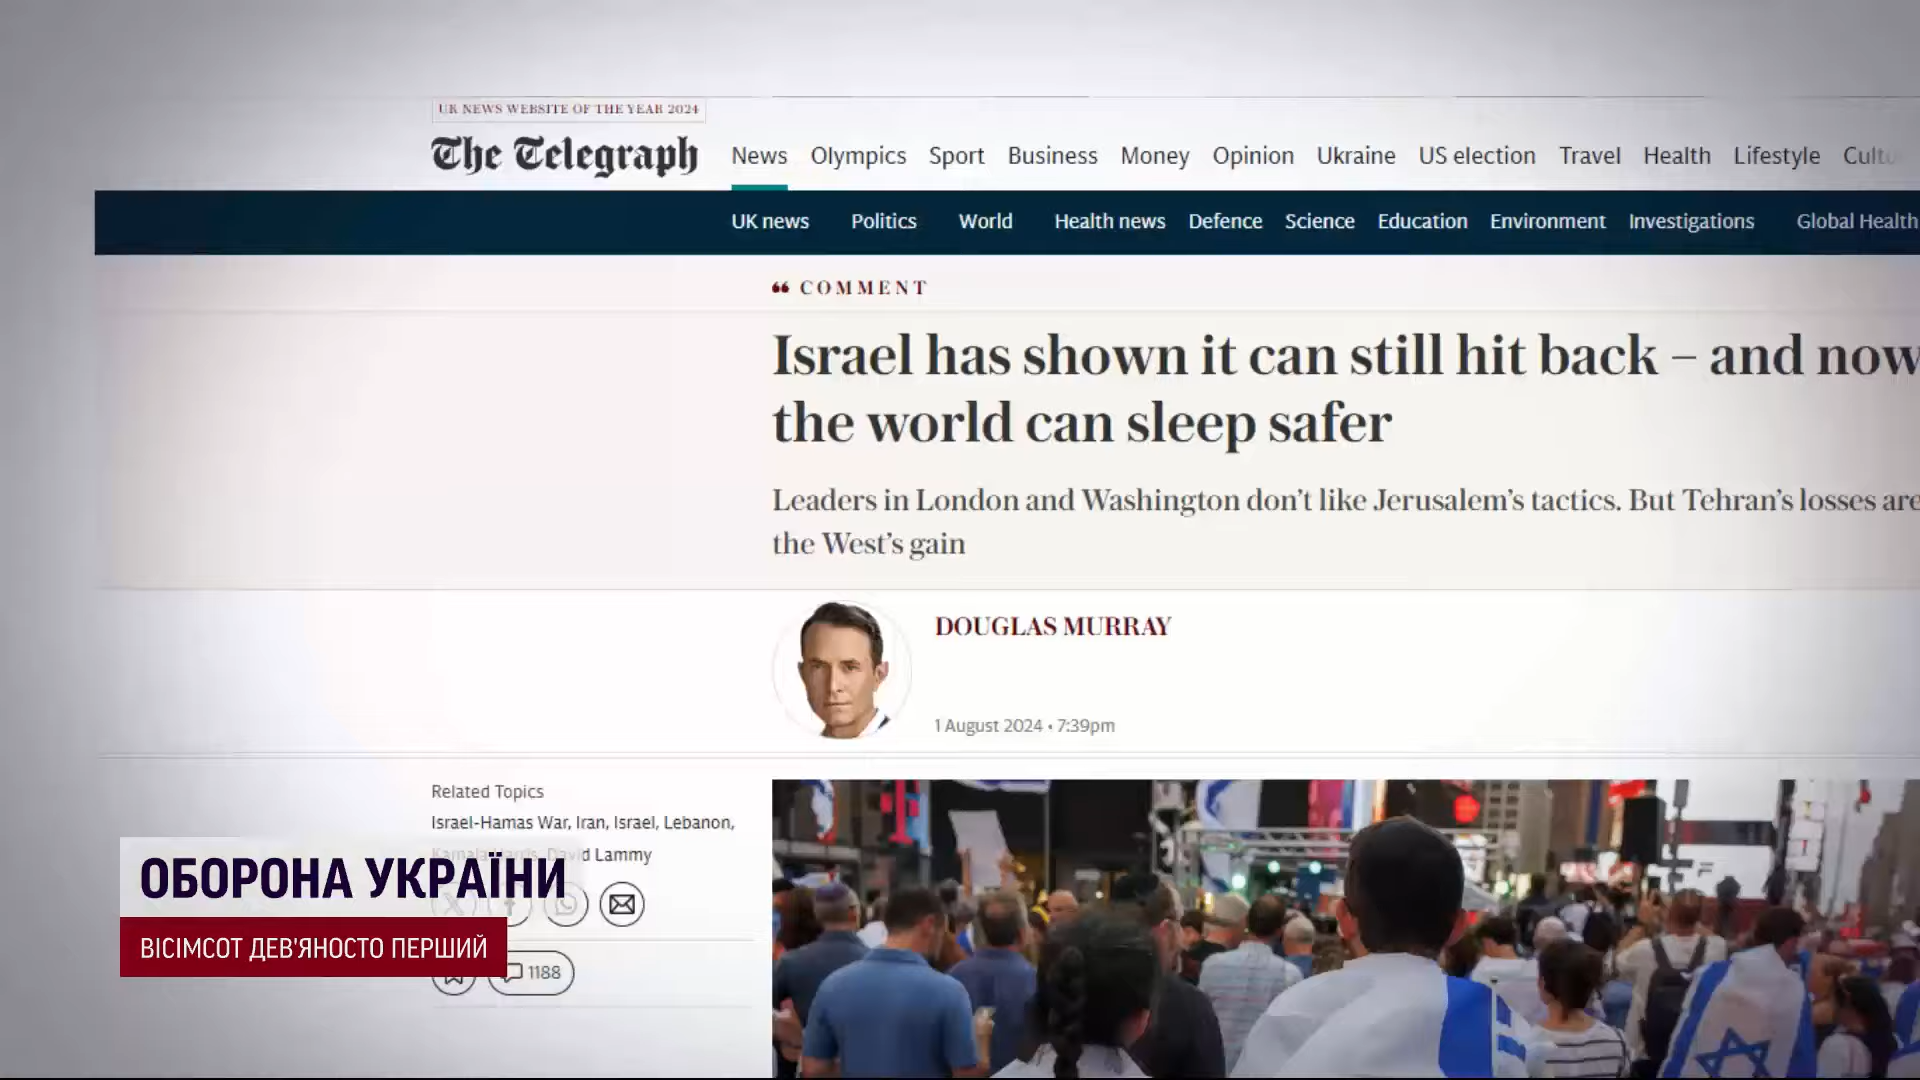 UK NEWS WEBSITE OF THE YEAR 2024
The Telegraph
News Olympics Sport Business Money Opinion Ukraine US election Travel Health Lifestyle
UK news Politics World Health news Defence Science Education Environment Investigations Global Health
COMMENT
Israel has shown it can still hit back – and now
the world can sleep safer
Leaders in London and Washington don't like Jerusalem's tactics. But Tehran's losses are
the West's gain
DOUGLAS MURRAY
1 August 2024 • 7:39pm
Related Topics
Israel-Hamas War, Iran, Israel, Lebanon,
Kamala Harris, David Lammy
ОБОРОНА УКРАЇНИ
ВІСІМСОТ ДЕВ'ЯНОСТО ПЕРШИЙ
1188